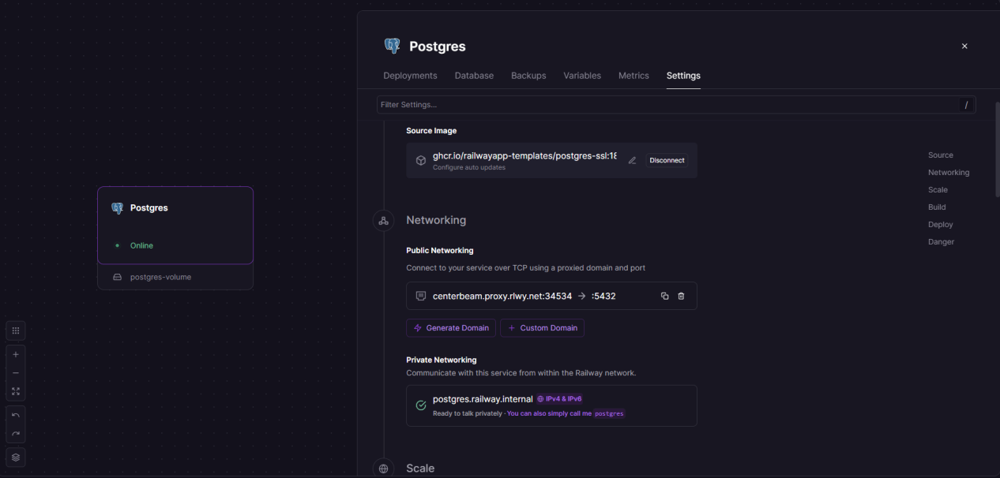 Postgres
Deployments Database Backups Variables Metrics Settings
Filter Settings... /
Source Image
ghcr.io/railwayapp-templates/postgres-ssl:18
Configure auto updates
Disconnect
Source
Networking
Scale
Build
Deploy
Danger
Postgres
Online
postgres-volume
Networking
Public Networking
Connect to your service over TCP using a proxied domain and port
centerbeam.proxy.rlwy.net:34534 → :5432
Generate Domain + Custom Domain
Private Networking
Communicate with this service from within the Railway network.
postgres.railway.internal IPv4 & IPv6
Ready to talk privately · You can also simply call me postgres
Scale